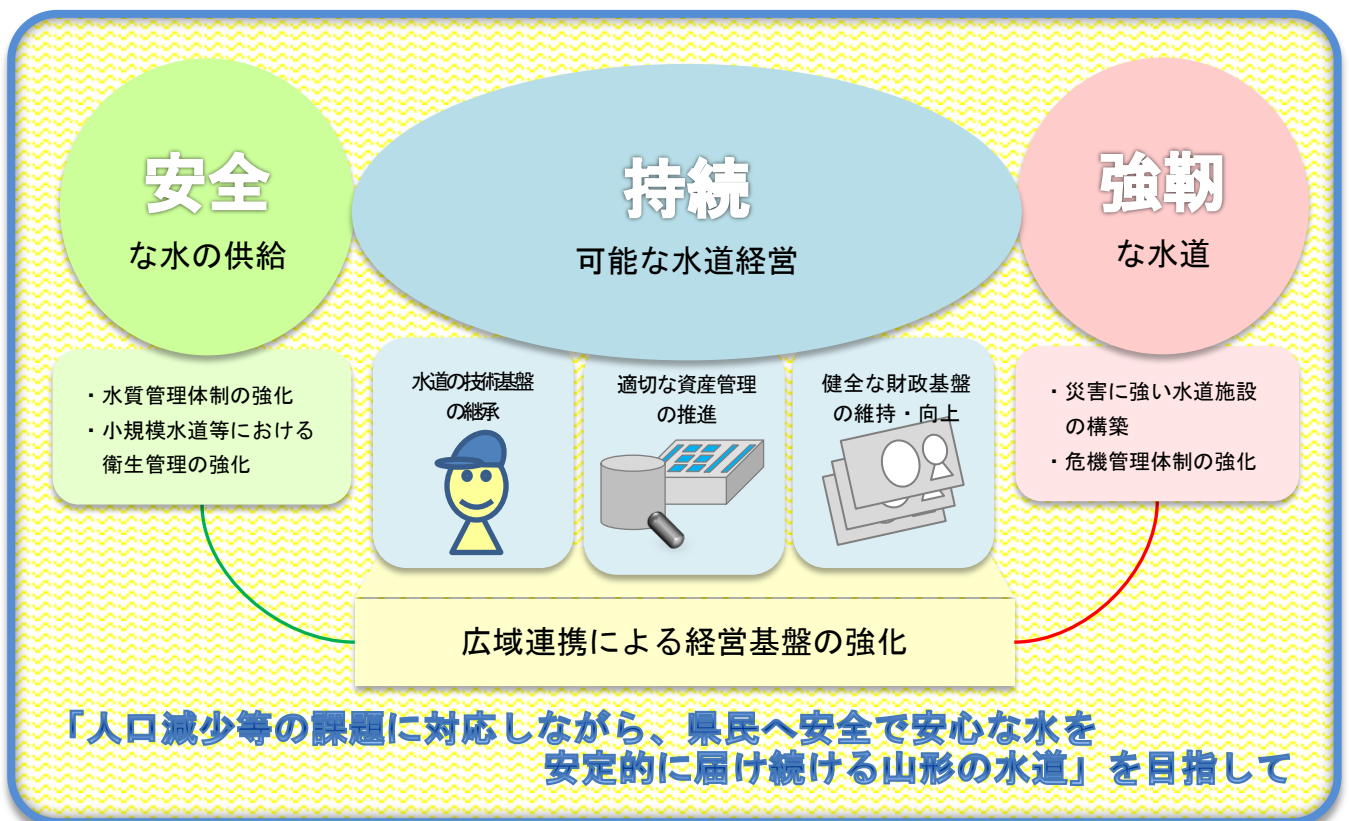 安全
な水の供給
持続
可能な水道経営
強靭
な水道
・水質管理体制の強化
・小規模水道等における
衛生管理の強化
水道の技術基盤
の継承
適切な資産管理
の推進
健全な財政基盤
の維持・向上
・災害に強い水道施設
の構築
・危機管理体制の強化
広域連携による経営基盤の強化
「人口減少等の課題に対応しながら、県民へ安全で安心な水を
安定的に届け続ける山形の水道」を目指して